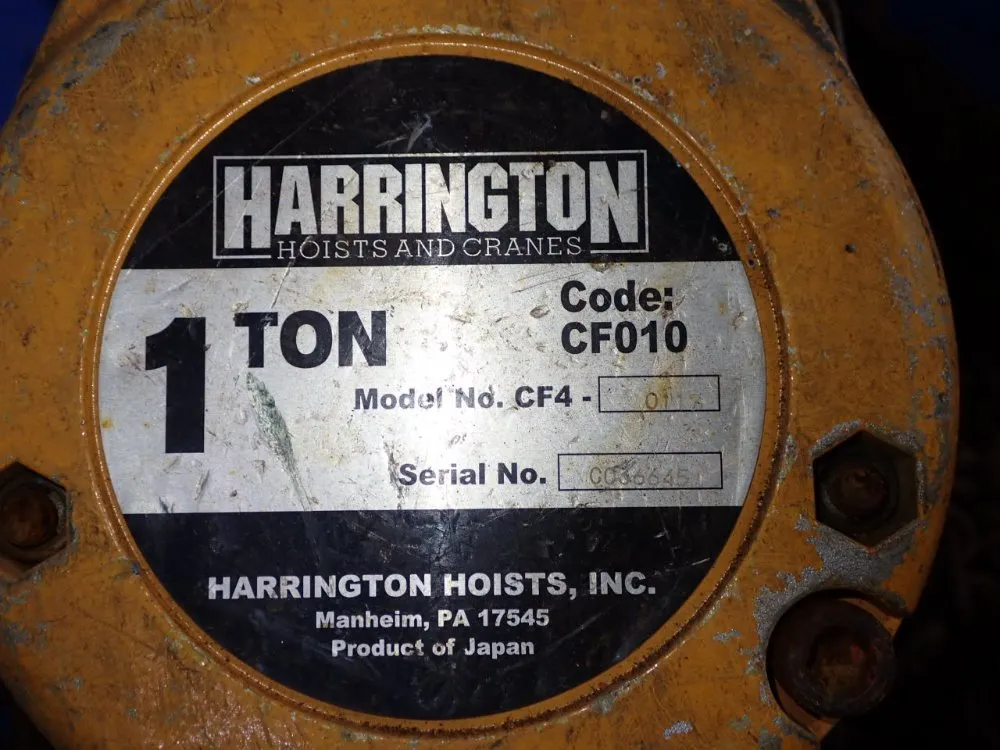 HARRINGTON
HOISTS AND CRANES
1 TON
Code:
CF010
Model No. CF4 -
Serial No.
HARRINGTON HOISTS, INC.
Manheim, PA 17545
Product of Japan